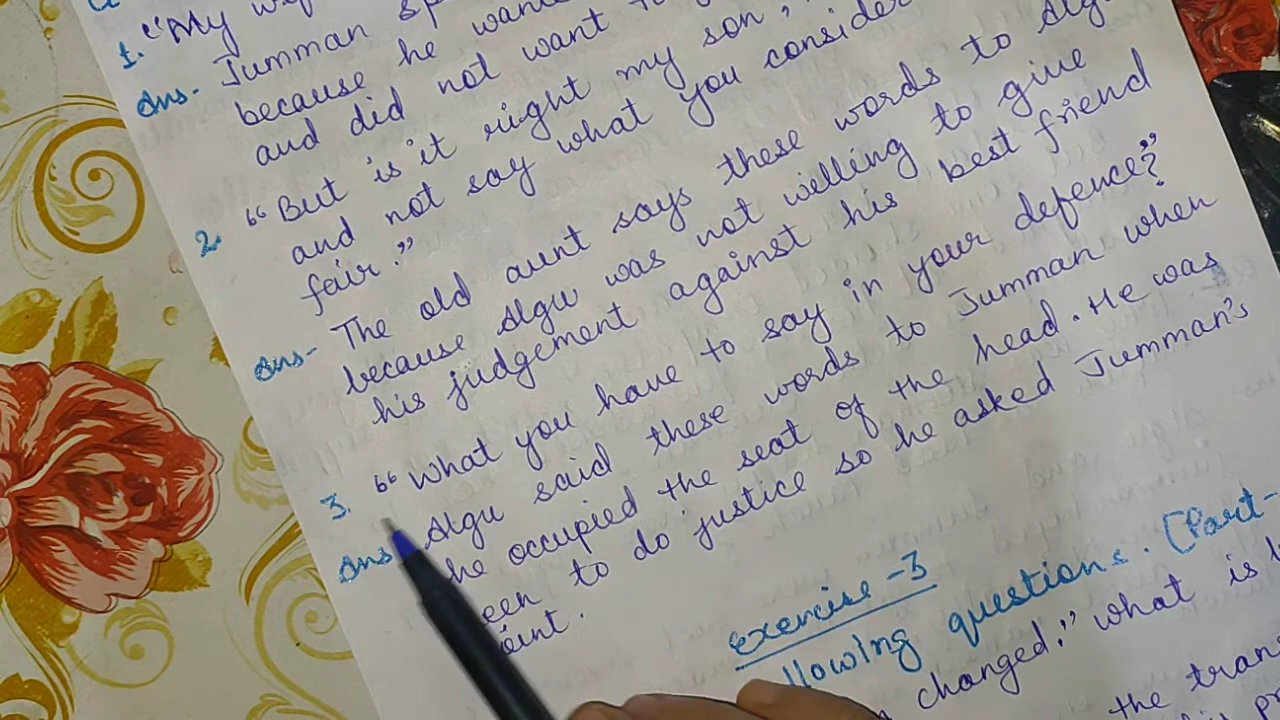 1. "My
Ans- Jumman
because he
and did not want
2. "But is it right my son,
and not say what you consider
fair."
Ans- The old aunt says these words to Algu
because Algu was not welling to give
his judgement against his best friend
3. "What you have to say in your defence?"
Ans- Algu said these words to Jumman when
he occupied the seat of the head. He was
to do justice so he asked Jumman's
exercise -3
questions. (Part-
changed." what is
the